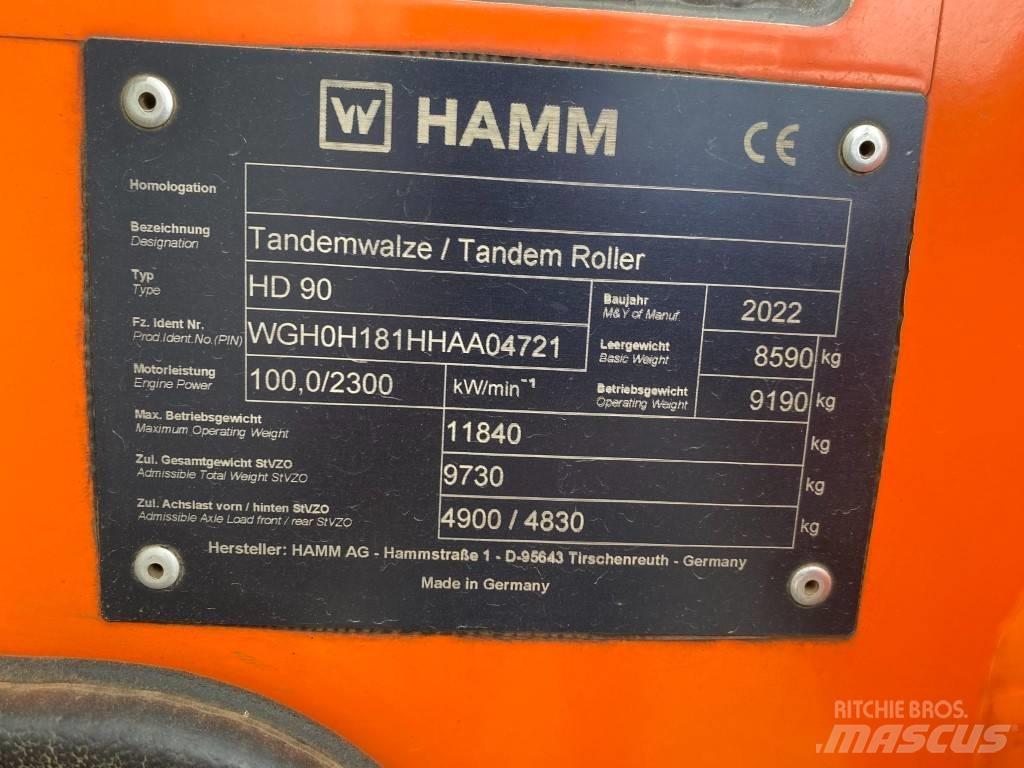 W HAMM CE
Homologation
Bezeichnung
Designation
Tandemwalze / Tandem Roller
Typ
Type
HD 90
Baujahr
M&Y of Manuf.
2022
Fz. Ident Nr.
Prod.Ident.No.(PIN)
WGH0H181HHAA04721
Leergewicht
Basic Weight
8590 kg
Motorleistung
Engine Power
100,0/2300 kW/min⁻¹
Betriebsgewicht
Operating Weight
9190 kg
Max. Betriebsgewicht
Maximum Operating Weight
11840 kg
Zul. Gesamtgewicht StVZO
Admissible Total Weight StVZO
9730 kg
Zul. Achslast vorn / hinten StVZO
Admissible Axle Load front / rear StVZO
4900 / 4830 kg
Hersteller: HAMM AG - Hammstraße 1 - D-95643 Tirschenreuth - Germany
Made in Germany
RITCHIE BROS.
MASCUS